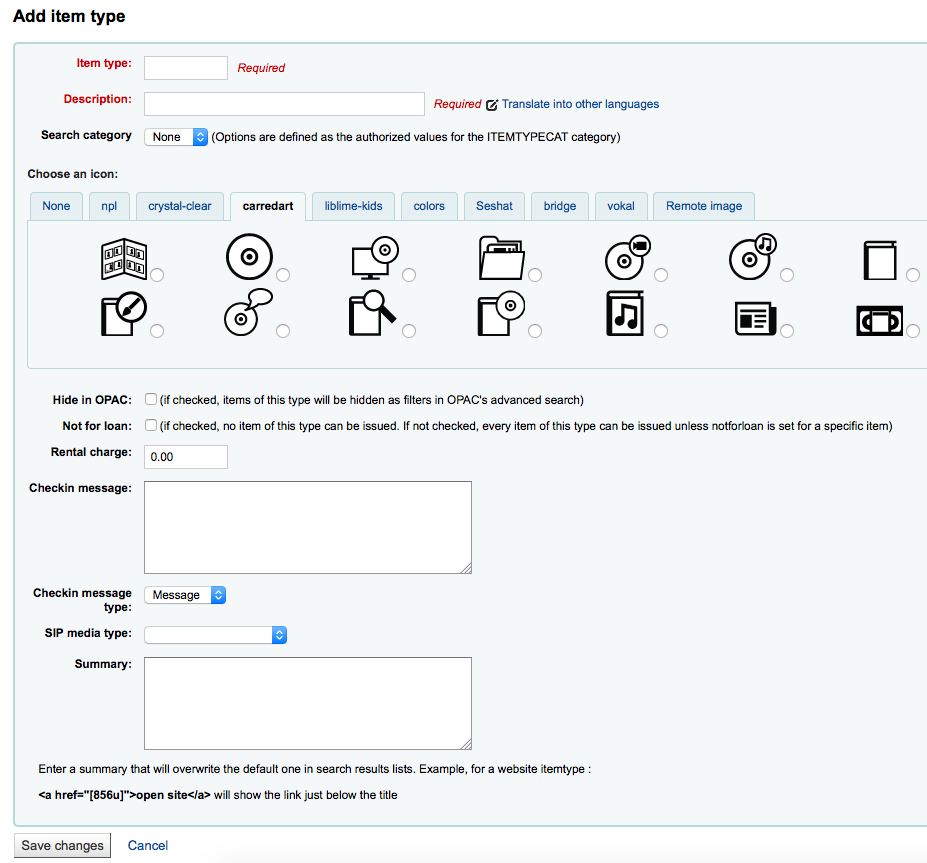 Add item type
Item type: Required
Description: Required Translate into other languages
Search category None (Options are defined as the authorized values for the ITEMTYPECAT category)
Choose an icon:
None npl crystal-clear carredart liblime-kids colors Seshat bridge vokal Remote image
Hide in OPAC: (if checked, items of this type will be hidden as filters in OPAC's advanced search)
Not for loan: (if checked, no item of this type can be issued. If not checked, every item of this type can be issued unless notforloan is set for a specific item)
Rental charge: 0.00
Checkin message:
Checkin message
type: Message
SIP media type:
Summary:
Enter a summary that will overwrite the default one in search results lists. Example, for a website itemtype :
<a href="[856u]">open site</a> will show the link just below the title
Save changes Cancel